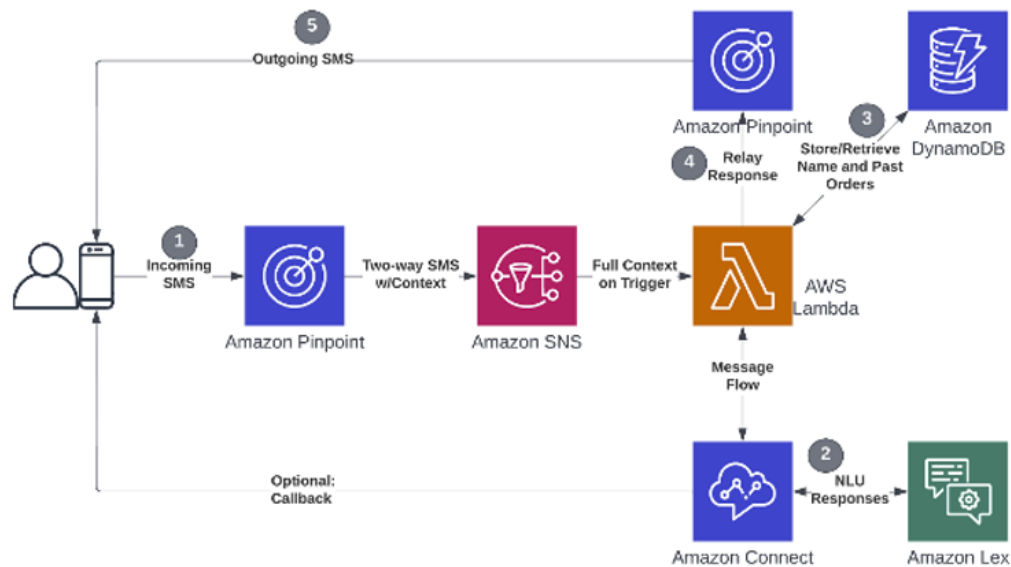 5
Outgoing SMS
Amazon Pinpoint
Amazon
DynamoDB
3
Store/Retrieve
Name and Past
Orders
4
Relay
Response
1
Incoming
SMS
Amazon Pinpoint
Two-way SMS
w/Context
Amazon SNS
Full Context
on Trigger
AWS
Lambda
Message
Flow
Optional:
Callback
Amazon Connect
2
NLU
Responses
Amazon Lex